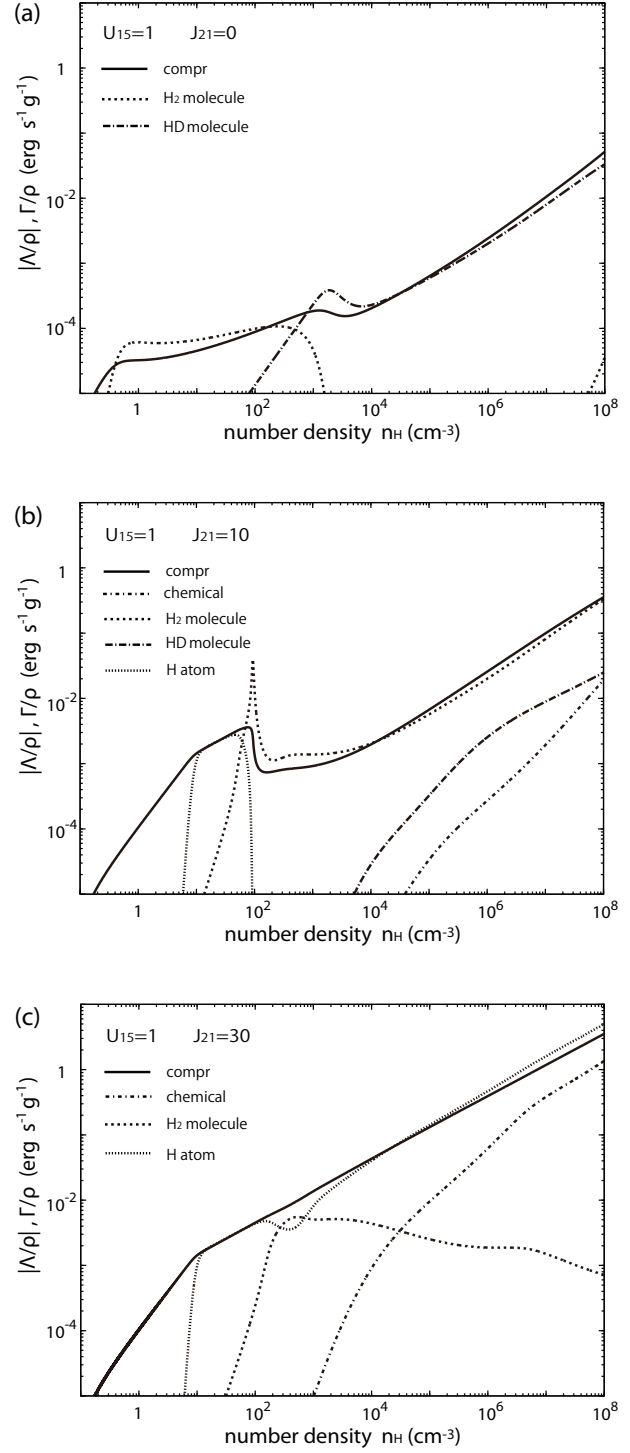 (a)
U₁₅=1 J₂₁=0
compr
H₂ molecule
HD molecule
1
10⁻²
10⁻⁴
|Λ/ρ|, Γ/ρ (erg s⁻¹ g⁻¹)
1 10² 10⁴ 10⁶ 10⁸
number density nH (cm⁻³)
(b)
U₁₅=1 J₂₁=10
compr
chemical
H₂ molecule
HD molecule
H atom
1
10⁻²
10⁻⁴
|Λ/ρ|, Γ/ρ (erg s⁻¹ g⁻¹)
1 10² 10⁴ 10⁶ 10⁸
number density nH (cm⁻³)
(c)
U₁₅=1 J₂₁=30
compr
chemical
H₂ molecule
H atom
1
10⁻²
10⁻⁴
|Λ/ρ|, Γ/ρ (erg s⁻¹ g⁻¹)
1 10² 10⁴ 10⁶ 10⁸
number density nH (cm⁻³)